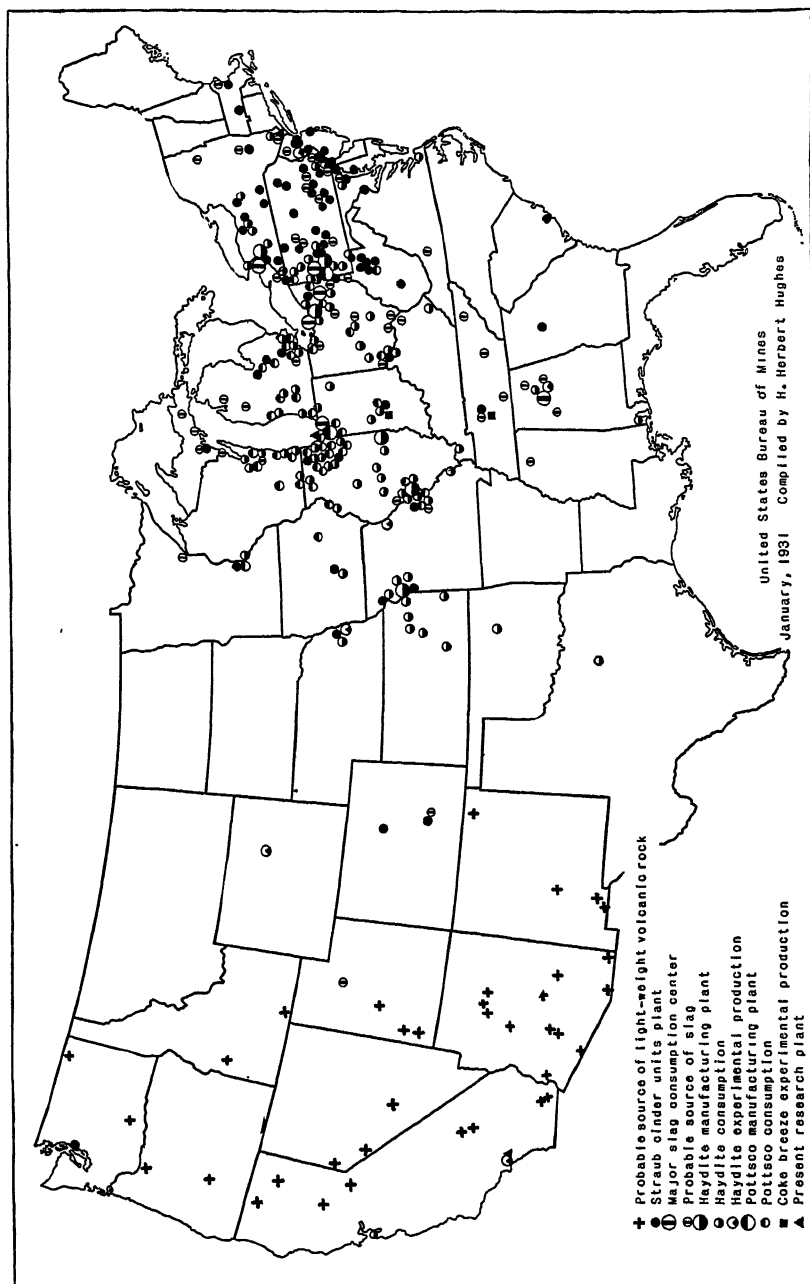 Probable source of light-weight volcanic rock
Straub cinder units plant
Major slag consumption center
Probable source of slag
Haydite manufacturing plant
Haydite consumption
Haydite experimental production
Pottsco manufacturing plant
Pottsco consumption
Coke breeze experimental production
Present research plant
United States Bureau of Mines
January, 1931 Compiled by H. Herbert Hughes